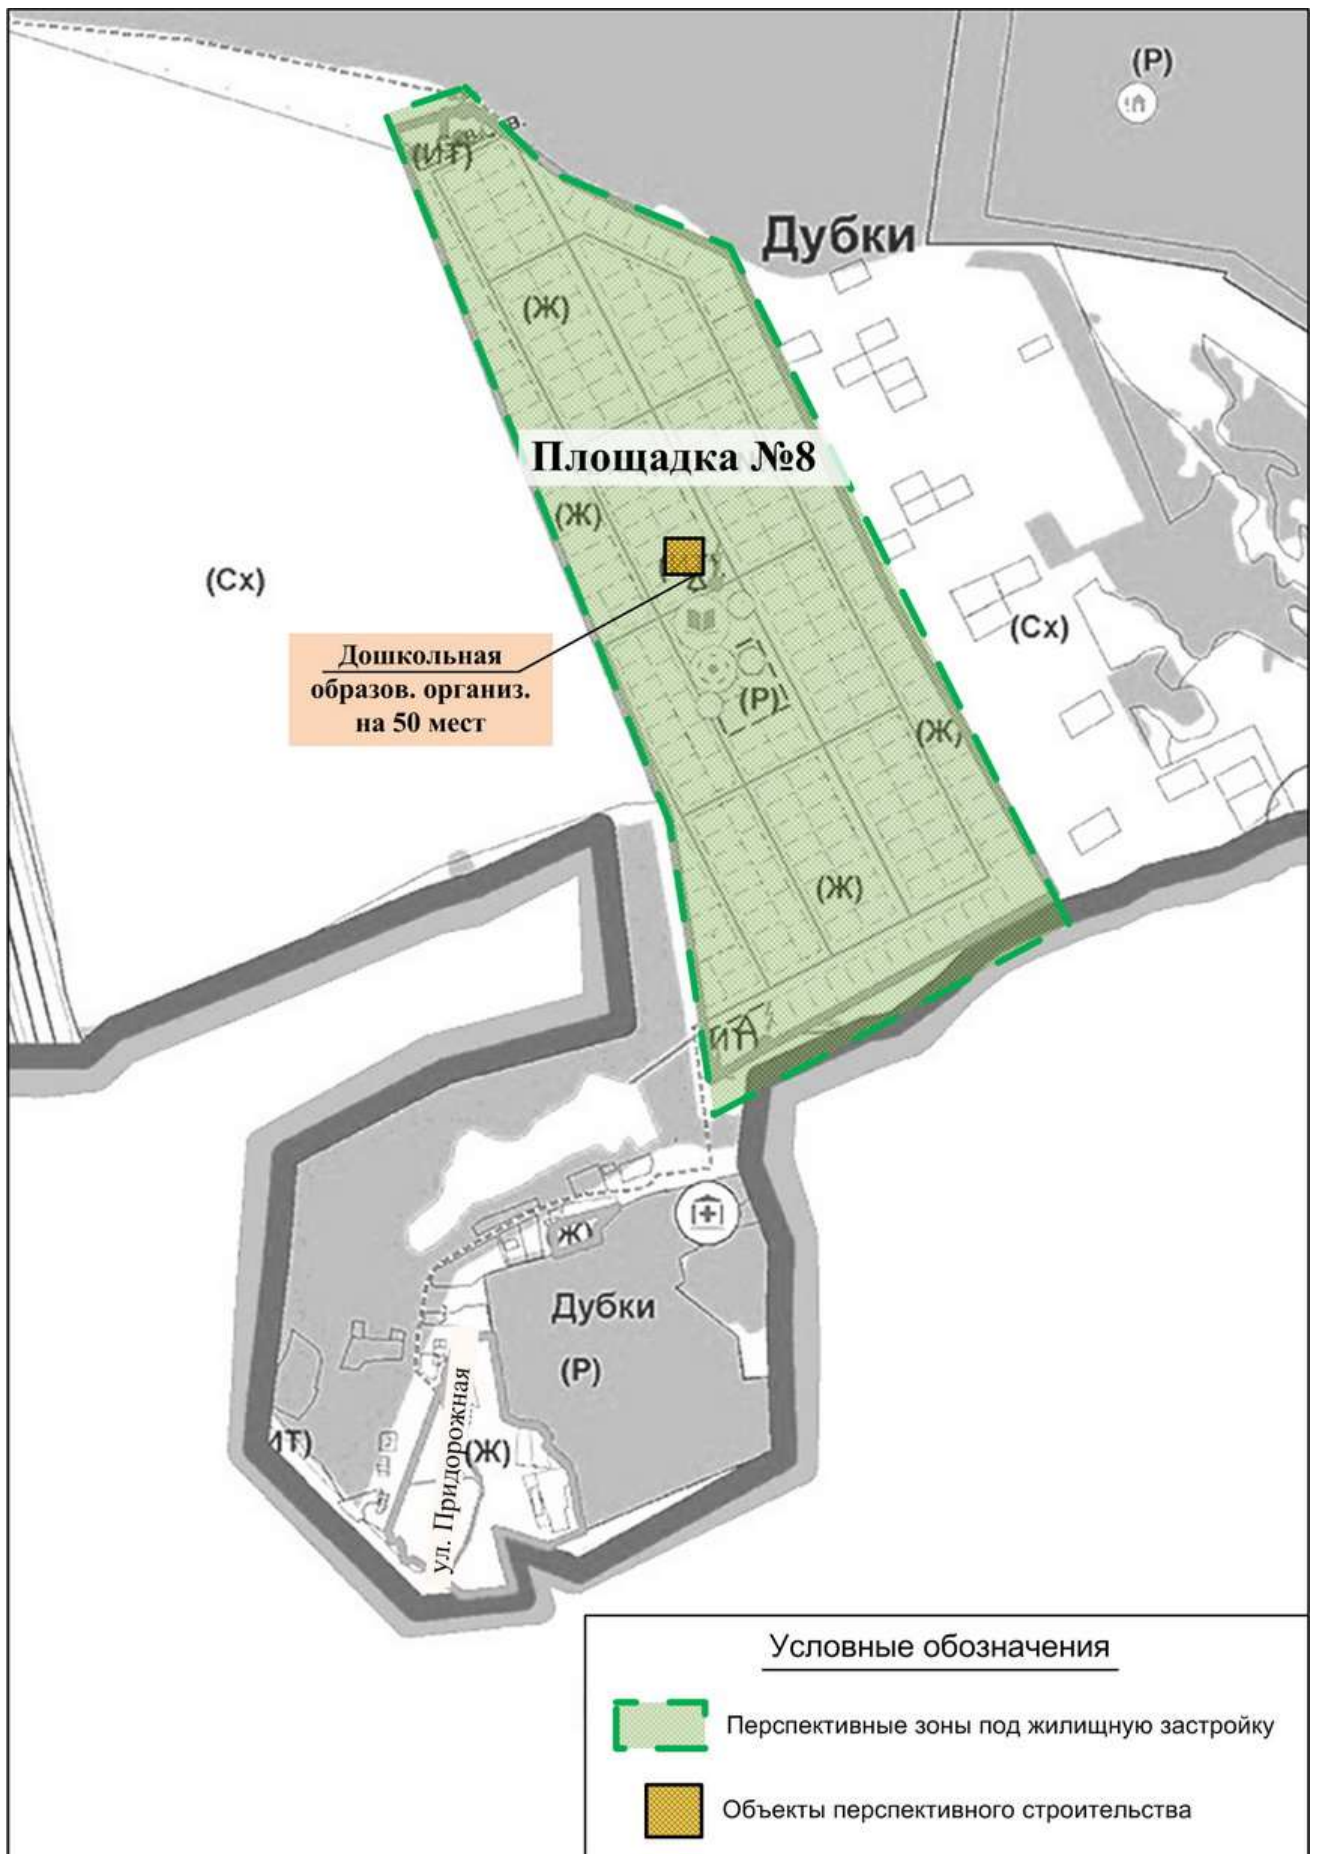 (Р)
(ИТ)
Дубки
(Ж)
Площадка №8
(Ж)
(Сх)
(Сх)
Дошкольная
образов. организ.
на 50 мест
(Р)
(Ж)
(Ж)
(Ж)
Дубки
(Р)
ИТ)
(Ж)
ул. Придорожная
Условные обозначения
Перспективные зоны под жилищную застройку
Объекты перспективного строительства